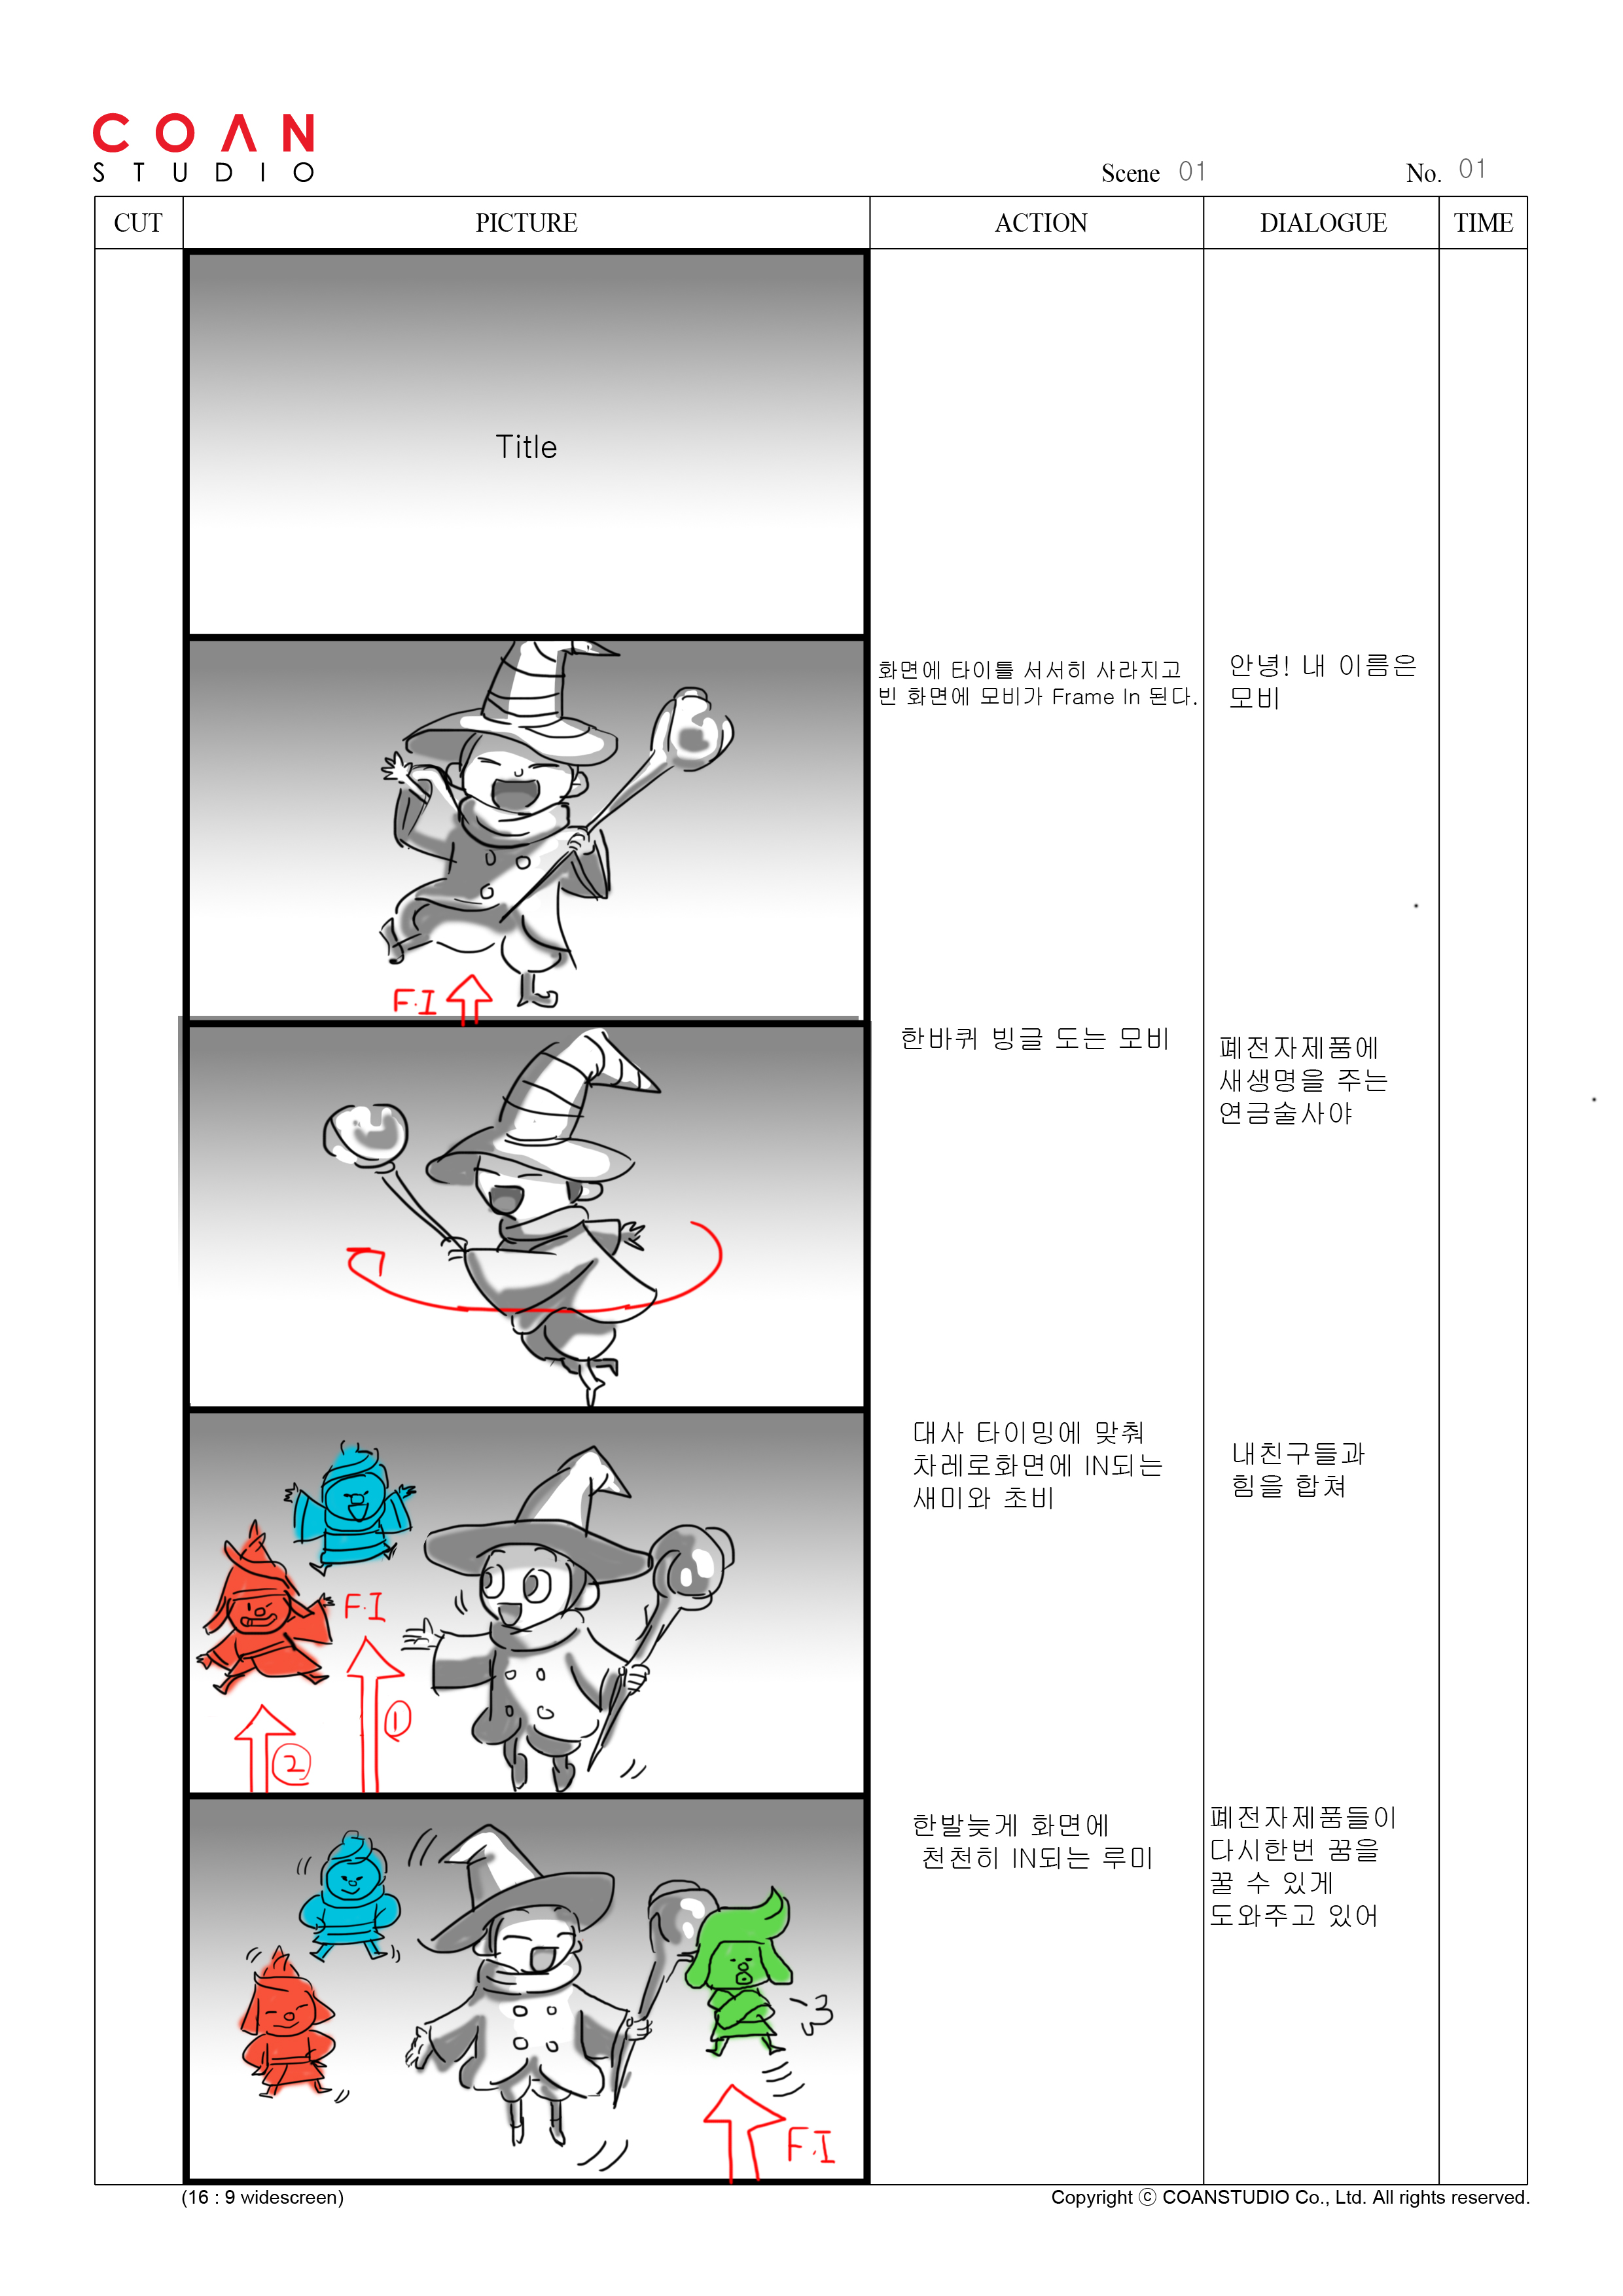 COAN
STUDIO
Scene 01
No. 01
CUT
PICTURE
ACTION
DIALOGUE
TIME
Title
화면에 타이틀 서서히 사라지고
빈 화면에 모비가 Frame In 된다.
안녕! 내 이름은
모비
F.I
한바퀴 빙글 도는 모비
폐전자제품에
새생명을 주는
연금술사야
대사 타이밍에 맞춰
차레로화면에 IN되는
새미와 초비
내친구들과
힘을 합쳐
F.I
①
②
한발늦게 화면에
천천히 IN되는 루미
폐전자제품들이
다시한번 꿈을
꿀 수 있게
도와주고 있어
F.I
(16 : 9 widescreen)
Copyright ⓒ COANSTUDIO Co., Ltd. All rights reserved.